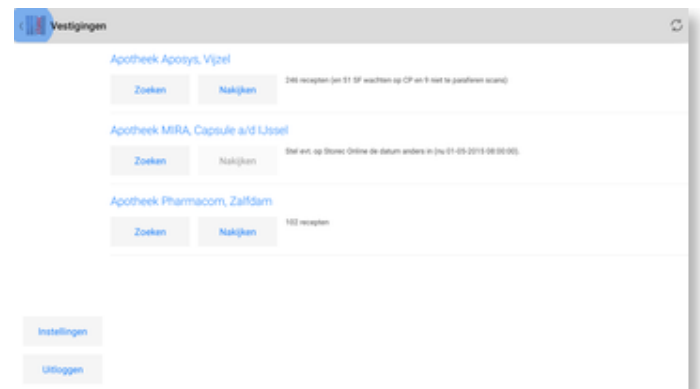 Vestigingen
Apotheek Aposys, Vijzel
Zoeken
Nakijken
246 recepten (en 51 SF wachten op CP en 9 niet te paraferen scans)
Apotheek MIRA, Capsule a/d IJssel
Zoeken
Nakijken
Stel evt. op Storec Online de datum anders in (nu 01-05-2015 08:00:00).
Apotheek Pharmacom, Zalfdam
Zoeken
Nakijken
102 recepten
Instellingen
Uitloggen